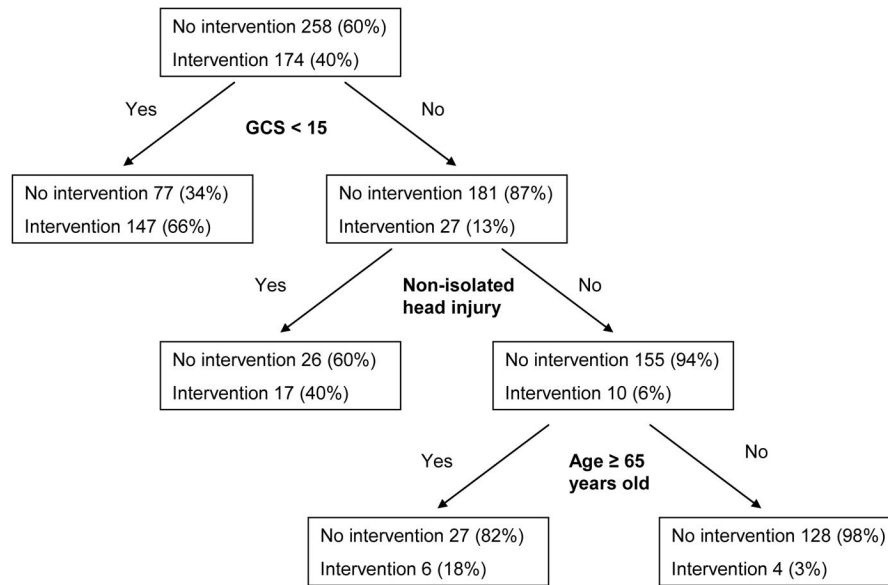 No intervention 258 (60%)
Intervention 174 (40%)
Yes
No
GCS < 15
No intervention 77 (34%)
Intervention 147 (66%)
No intervention 181 (87%)
Intervention 27 (13%)
Yes
Non-isolated
head injury
No
No intervention 26 (60%)
Intervention 17 (40%)
No intervention 155 (94%)
Intervention 10 (6%)
Yes
Age ≥ 65
years old
No
No intervention 27 (82%)
Intervention 6 (18%)
No intervention 128 (98%)
Intervention 4 (3%)